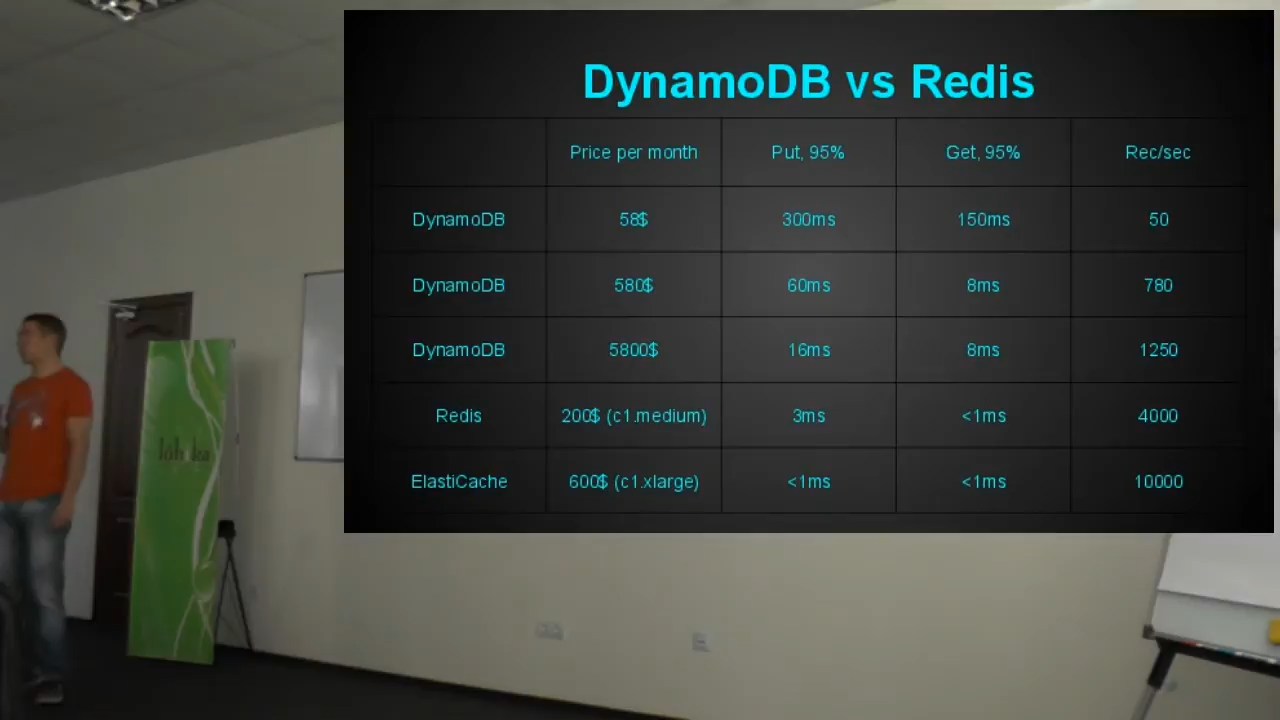 DynamoDB vs Redis
Price per month Put, 95% Get, 95% Rec/sec
DynamoDB 58$ 300ms 150ms 50
DynamoDB 580$ 60ms 8ms 780
DynamoDB 5800$ 16ms 8ms 1250
Redis 200$ (c1.medium) 3ms <1ms 4000
ElastiCache 600$ (c1.xlarge) <1ms <1ms 10000